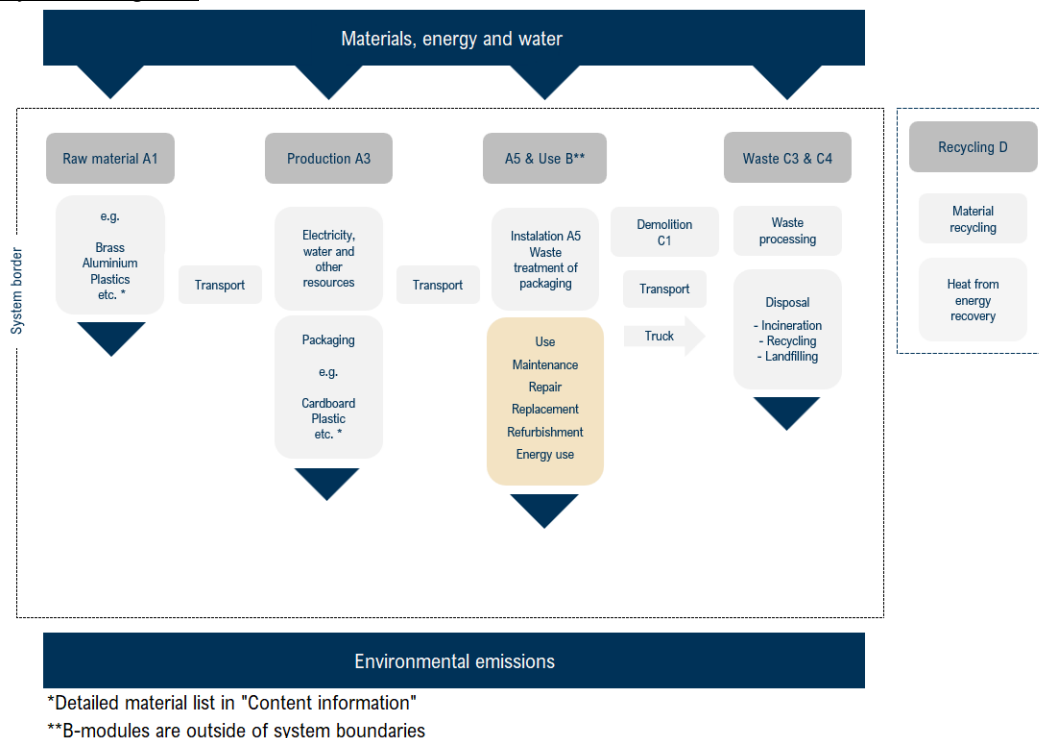 Materials, energy and water
System border
Raw material A1
e.g.
Brass
Aluminium
Plastics
etc. *
Transport
Production A3
Electricity,
water and
other
resources
Packaging
e.g.
Cardboard
Plastic
etc. *
Transport
A5 & Use B**
Instalation A5
Waste
treatment of
packaging
Use
Maintenance
Repair
Replacement
Refurbishment
Energy use
Demolition
C1
Transport
Truck
Waste C3 & C4
Waste
processing
Disposal
- Incineration
- Recycling
- Landfilling
Recycling D
Material
recycling
Heat from
energy
recovery
Environmental emissions
*Detailed material list in "Content information"
**B-modules are outside of system boundaries